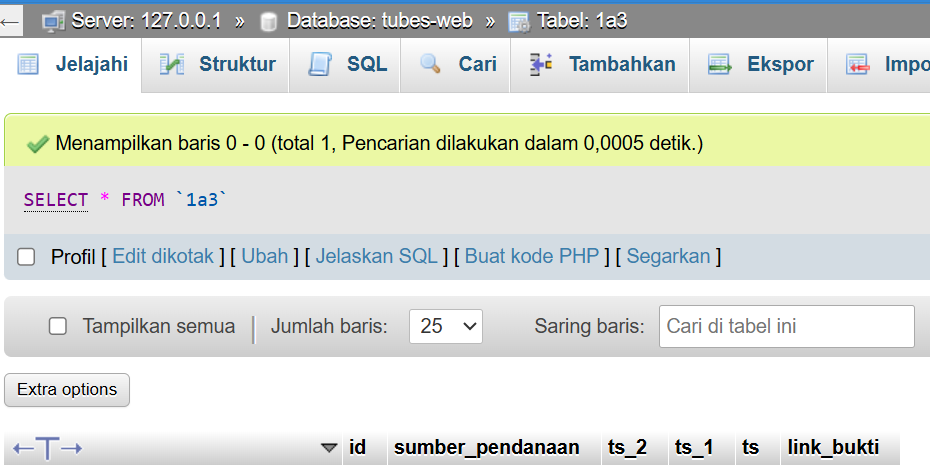 ← Server: 127.0.0.1 » Database: tubes-web » Tabel: 1a3
Jelajahi Struktur SQL Cari Tambahkan Ekspor Impo
Menampilkan baris 0 - 0 (total 1, Pencarian dilakukan dalam 0,0005 detik.)
SELECT * FROM `1a3`
Profil [ Edit dikotak ] [ Ubah ] [ Jelaskan SQL ] [ Buat kode PHP ] [ Segarkan ]
Tampilkan semua | Jumlah baris: 25 Saring baris: Cari di tabel ini
Extra options
←T→ id sumber_pendanaan ts_2 ts_1 ts link_bukti